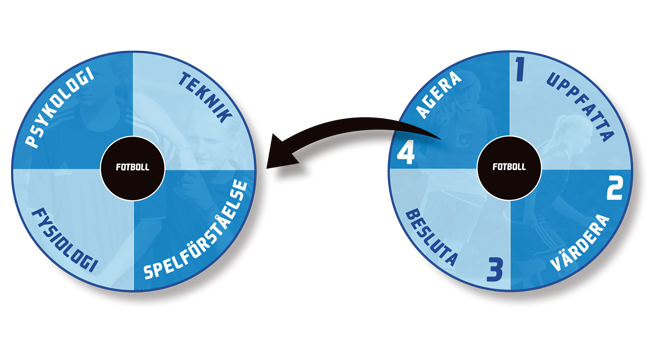 PSYKOLOGI
TEKNIK
FOTBOLL
FYSIOLOGI
SPELFÖRSTÅELSE
1
UPPFATTA
AGERA
4
FOTBOLL
2
VÄRDERA
BESLUTA
3